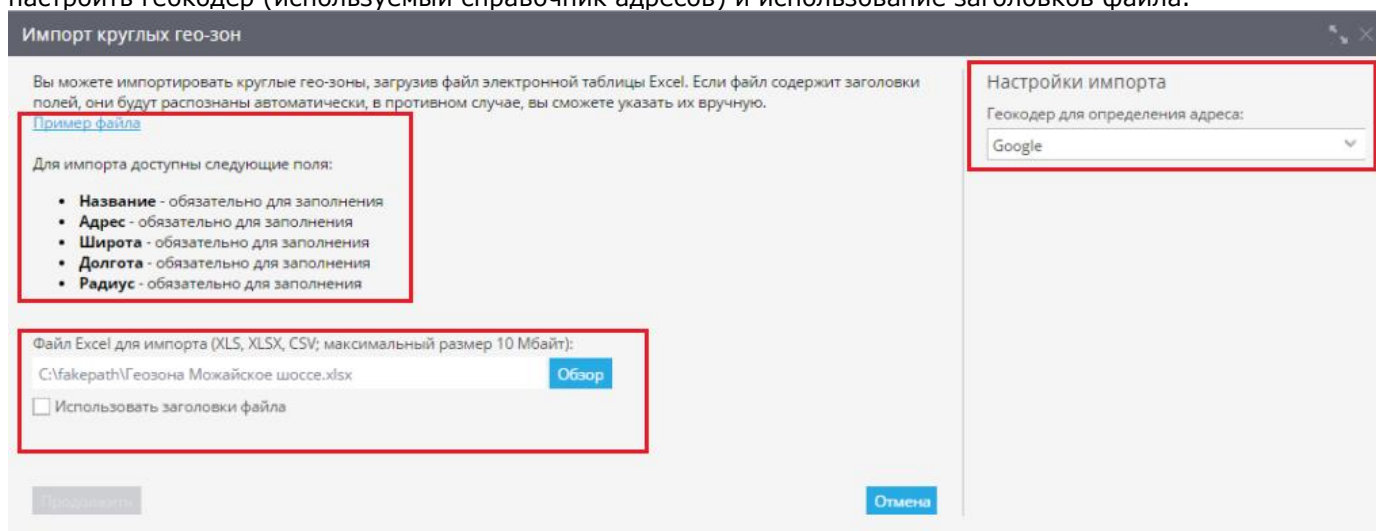 настроить геокодер (используемый справочник адресов) и использование заголовков файла.
Импорт круглых гео-зон
Вы можете импортировать круглые гео-зоны, загрузив файл электронной таблицы Excel. Если файл содержит заголовки
полей, они будут распознаны автоматически, в противном случае, вы сможете указать их вручную.
Пример файла
Для импорта доступны следующие поля:
• Название - обязательно для заполнения
• Адрес - обязательно для заполнения
• Широта - обязательно для заполнения
• Долгота - обязательно для заполнения
• Радиус - обязательно для заполнения
Файл Excel для импорта (XLS, XLSX, CSV; максимальный размер 10 Мбайт):
C:\fakepath\Геозона Можайское шоссе.xlsx
Обзор
Использовать заголовки файла
Продолжить
Отмена
Настройки импорта
Геокодер для определения адреса:
Google